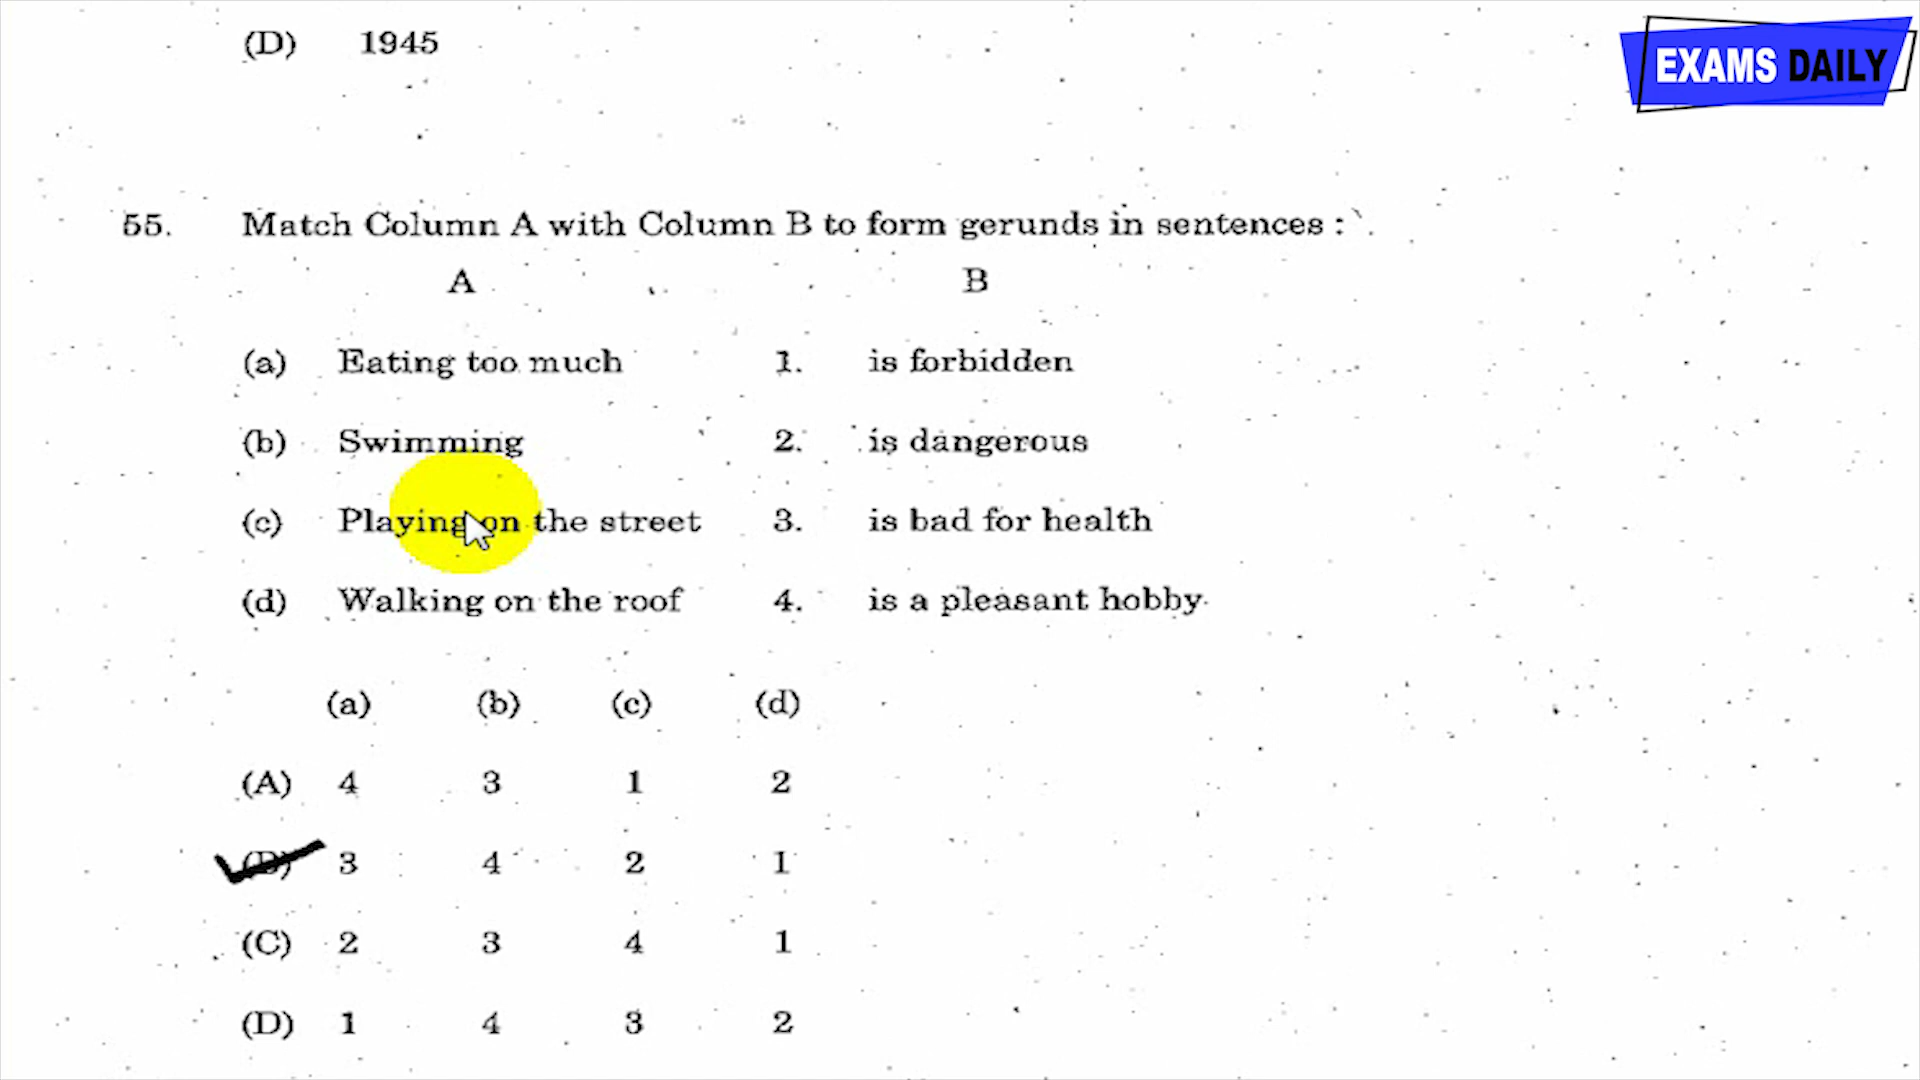 (D) 1945
EXAMS DAILY
55. Match Column A with Column B to form gerunds in sentences :
A B
(a) Eating too much 1. is forbidden
(b) Swimming 2. is dangerous
(c) Playing on the street 3. is bad for health
(d) Walking on the roof 4. is a pleasant hobby
(a) (b) (c) (d)
(A) 4 3 1 2
(B) 3 4 2 1
(C) 2 3 4 1
(D) 1 4 3 2